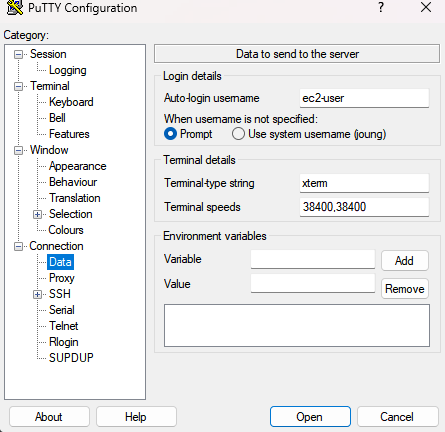 PuTTY Configuration ? ×
Category:
Session
Logging
Terminal
Keyboard
Bell
Features
Window
Appearance
Behaviour
Translation
Selection
Colours
Connection
Data
Proxy
SSH
Serial
Telnet
Rlogin
SUPDUP
Data to send to the server
Login details
Auto-login username ec2-user
When username is not specified:
Prompt Use system username (joung)
Terminal details
Terminal-type string xterm
Terminal speeds 38400,38400
Environment variables
Variable Add
Value Remove
About Help Open Cancel